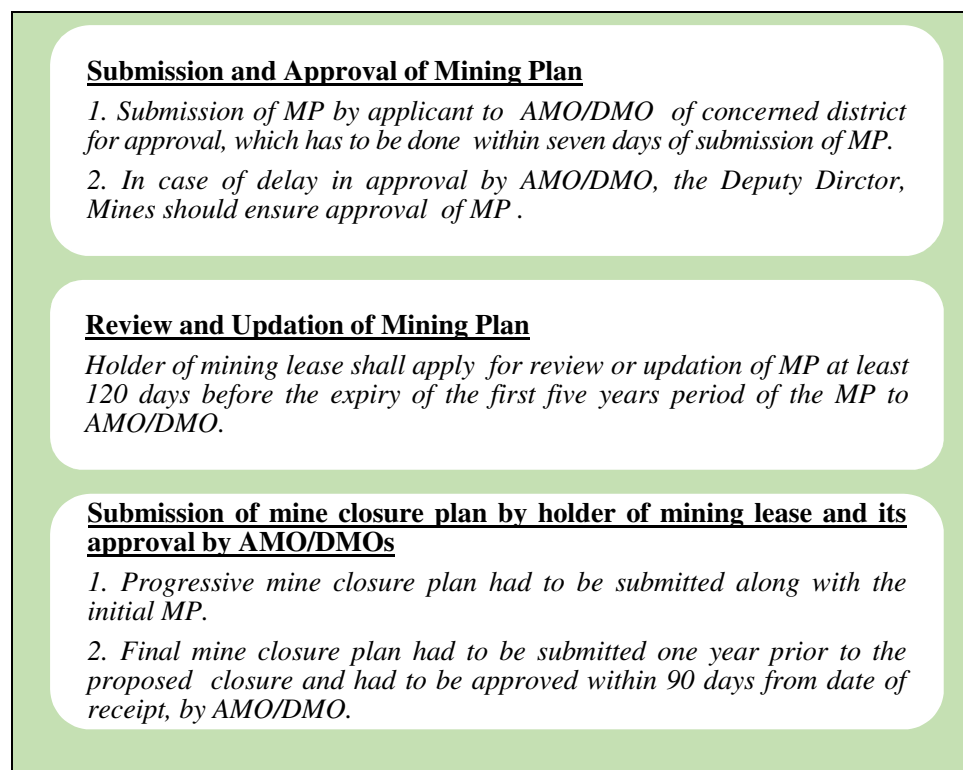 Submission and Approval of Mining Plan
1. Submission of MP by applicant to AMO/DMO of concerned district
for approval, which has to be done within seven days of submission of MP.
2. In case of delay in approval by AMO/DMO, the Deputy Dirctor,
Mines should ensure approval of MP .
Review and Updation of Mining Plan
Holder of mining lease shall apply for review or updation of MP at least
120 days before the expiry of the first five years period of the MP to
AMO/DMO.
Submission of mine closure plan by holder of mining lease and its
approval by AMO/DMOs
1. Progressive mine closure plan had to be submitted along with the
initial MP.
2. Final mine closure plan had to be submitted one year prior to the
proposed closure and had to be approved within 90 days from date of
receipt, by AMO/DMO.